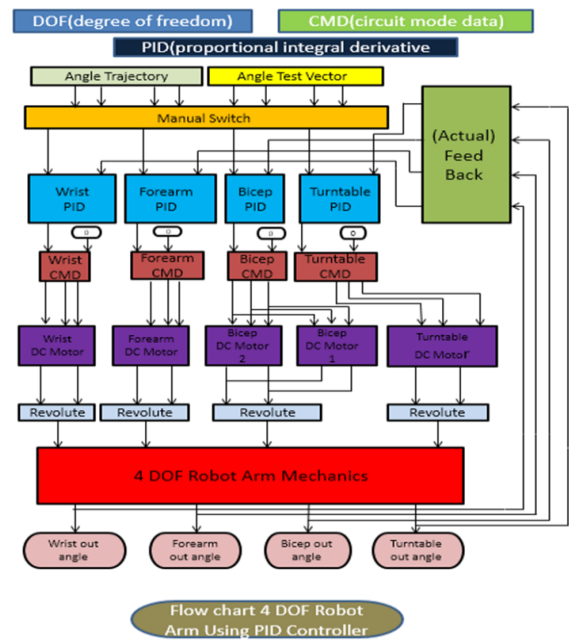 DOF(degree of freedom)
CMD(circuit mode data)
PID(proportional integral derivative
Angle Trajectory
Angle Test Vector
Manual Switch
(Actual)
Feed
Back
Wrist
PID
Forearm
PID
Bicep
PID
Turntable
PID
Wrist
CMD
Forearm
CMD
Bicep
CMD
Turntable
CMD
Wrist
DC Motor
Forearm
DC Motor
Bicep
DC Motor
2
Bicep
DC Motor
1
Turntable
DC Motor
Revolute
Revolute
Revolute
Revolute
4 DOF Robot Arm Mechanics
Wrist out
angle
Forearm
out angle
Bicep out
angle
Turntable
out angle
Flow chart 4 DOF Robot
Arm Using PID Controller